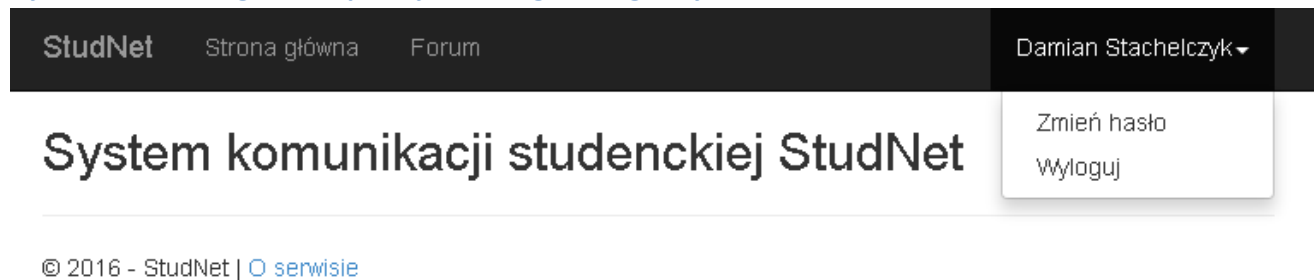 StudNet Strona główna Forum Damian Stachelczyk
Zmień hasło
System komunikacji studenckiej StudNet
Wyloguj
© 2016 - StudNet | O serwisie